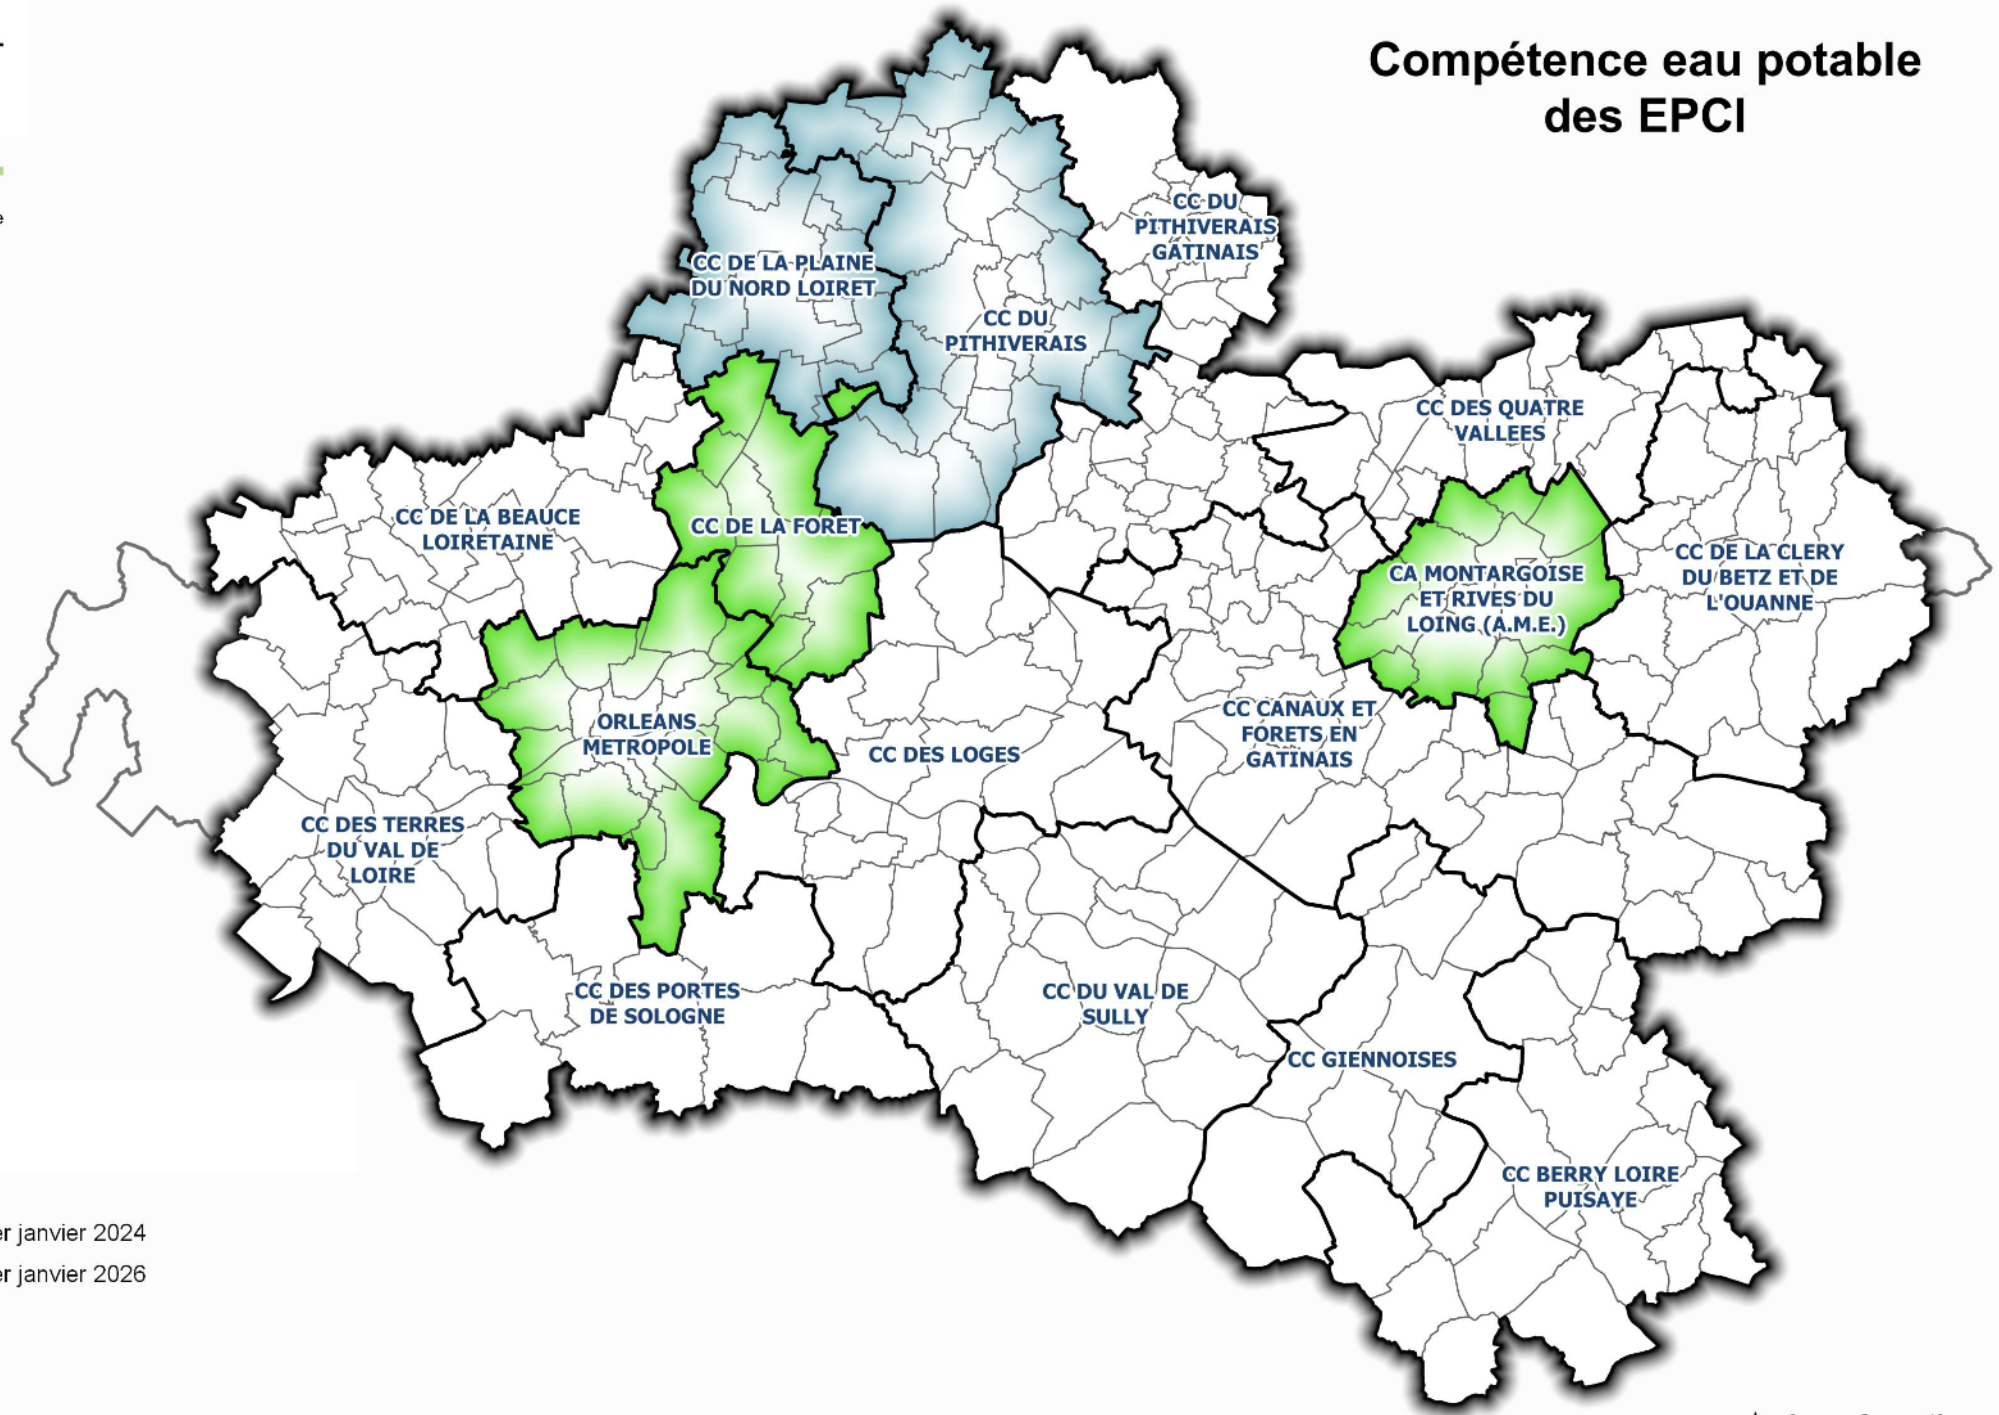 Compétence eau potable
des EPCI
CC DU
PITHIVERAIS
GATINAIS
CC DE LA PLAINE
DU NORD LOIRET
CC DU
PITHIVERAIS
CC DES QUATRE
VALLEES
CC DE LA BEAUCE
LOIRETAINE
CC DE LA FORET
CA MONTARGOISE
ET RIVES DU
LOING (A.M.E.)
CC DE LA CLERY
DU BETZ ET DE
L'OUANNE
ORLEANS
METROPOLE
CC DES LOGES
CC CANAUX ET
FORETS EN
GATINAIS
CC DES TERRES
DU VAL DE
LOIRE
CC DES PORTES
DE SOLOGNE
CC DU VAL DE
SULLY
CC GIENNOISES
CC BERRY LOIRE
PUISAYE
er janvier 2024
er janvier 2026